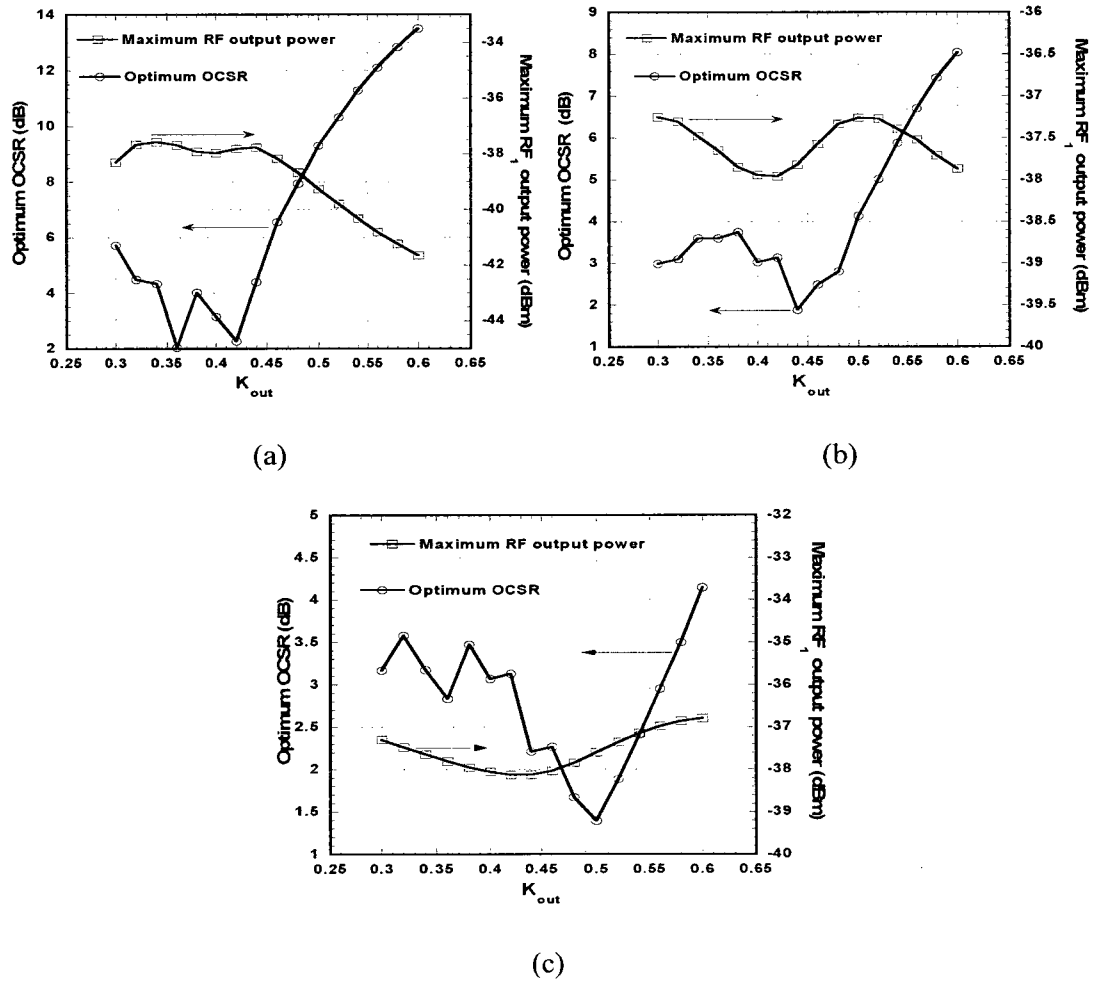 14
12
10
8
6
4
2
Optimum OCSR (dB)
Maximum RF output power
Optimum OCSR
-34
-36
-38
-40
-42
-44
Maximum RF1 output power (dBm)
0.25 0.3 0.35 0.4 0.45 0.5 0.55 0.6 0.65
Kout
(a)
9
8
7
6
5
4
3
2
1
Optimum OCSR (dB)
Maximum RF output power
Optimum OCSR
-36
-36.5
-37
-37.5
-38
-38.5
-39
-39.5
-40
Maximum RF1 output power (dBm)
0.25 0.3 0.35 0.4 0.45 0.5 0.55 0.6 0.65
Kout
(b)
5
4.5
4
3.5
3
2.5
2
1.5
1
Optimum OCSR (dB)
Maximum RF output power
Optimum OCSR
-32
-33
-34
-35
-36
-37
-38
-39
-40
Maximum RF1 output power (dBm)
0.25 0.3 0.35 0.4 0.45 0.5 0.55 0.6 0.65
Kout
(c)